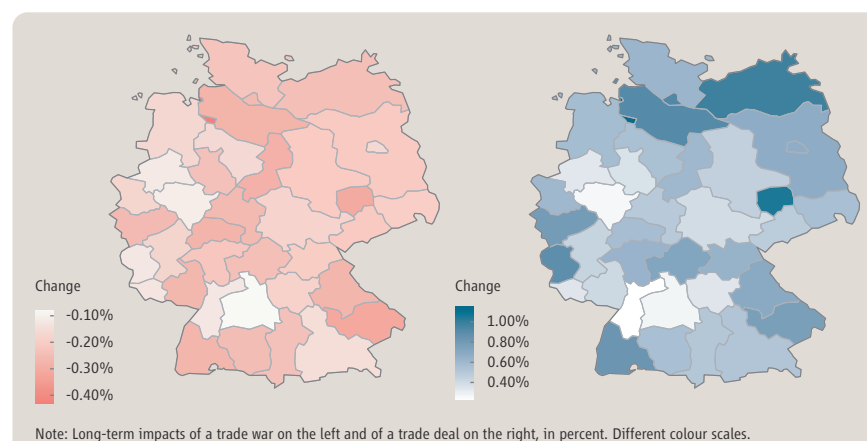 Change
-0.10%
-0.20%
-0.30%
-0.40%
Change
1.00%
0.80%
0.60%
0.40%
Note: Long-term impacts of a trade war on the left and of a trade deal on the right, in percent. Different colour scales.